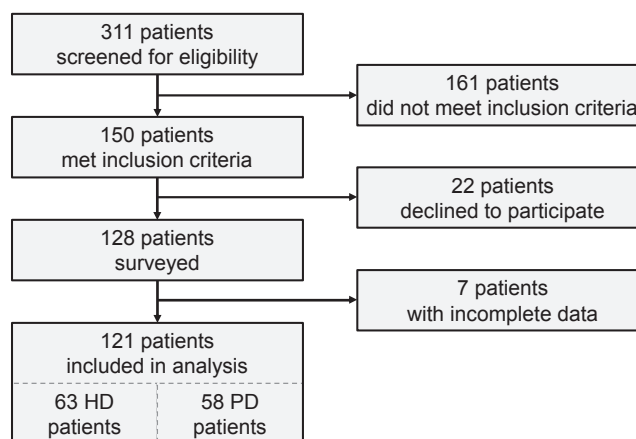 311 patients
screened for eligibility
161 patients
did not meet inclusion criteria
150 patients
met inclusion criteria
22 patients
declined to participate
128 patients
surveyed
7 patients
with incomplete data
121 patients
included in analysis
63 HD
patients
58 PD
patients